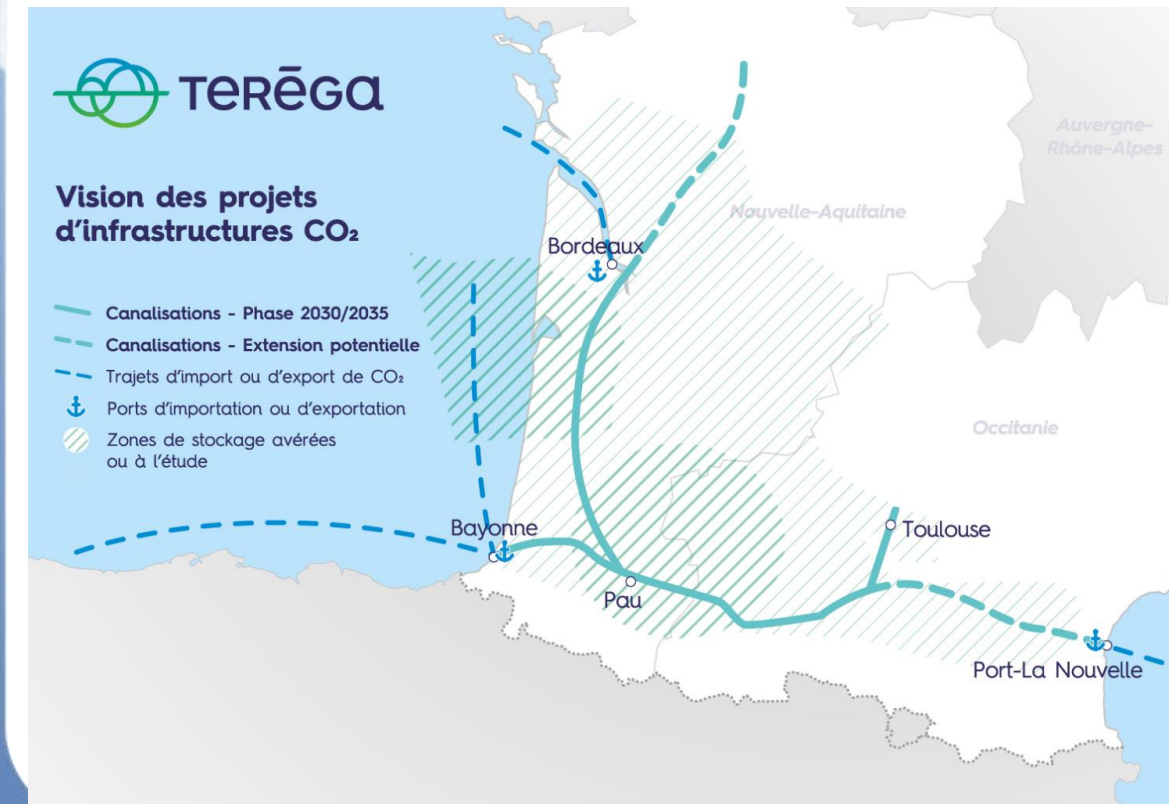 TERĒGA
Vision des projets
d'infrastructures CO₂
Canalisations - Phase 2030/2035
Canalisations - Extension potentielle
Trajets d'import ou d'export de CO₂
Ports d'importation ou d'exportation
Zones de stockage avérées
ou à l'étude
Auvergne-
Rhône-Alpes
Nouvelle-Aquitaine
Bordeaux
Occitanie
Bayonne
Toulouse
Pau
Port-La Nouvelle